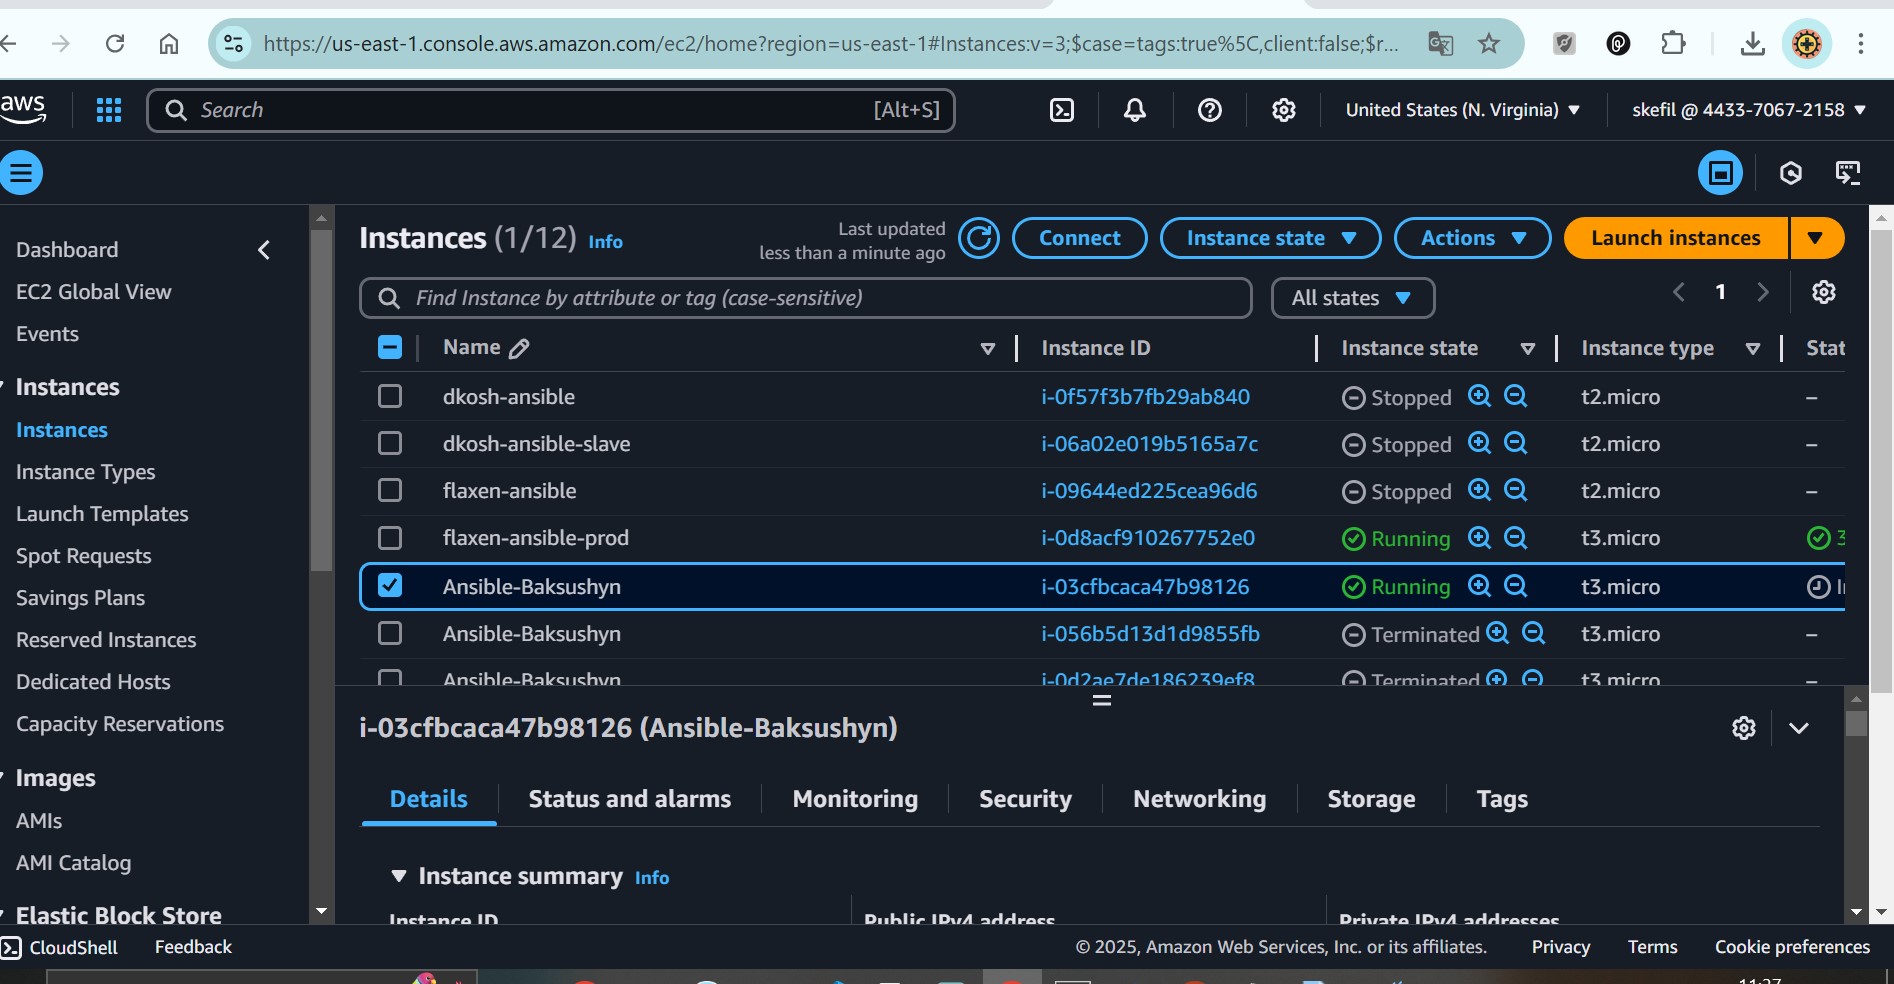 https://us-east-1.console.aws.amazon.com/ec2/home?region=us-east-1#Instances:v=3;$case=tags:true%5C,client:false;$r...
aws
Search
[Alt+S]
United States (N. Virginia)
skefil @ 4433-7067-2158
Dashboard
EC2 Global View
Events
Instances
Instances
Instance Types
Launch Templates
Spot Requests
Savings Plans
Reserved Instances
Dedicated Hosts
Capacity Reservations
Images
AMIs
AMI Catalog
Elastic Block Store
Instances (1/12) Info
Last updated
less than a minute ago
Connect
Instance state
Actions
Launch instances
Find Instance by attribute or tag (case-sensitive)
All states
1
Name Instance ID Instance state Instance type Stat
dkosh-ansible i-0f57f3b7fb29ab840 Stopped t2.micro –
dkosh-ansible-slave i-06a02e019b5165a7c Stopped t2.micro –
flaxen-ansible i-09644ed225cea96d6 Stopped t2.micro –
flaxen-ansible-prod i-0d8acf910267752e0 Running t3.micro 3
Ansible-Baksushyn i-03cfbcaca47b98126 Running t3.micro
Ansible-Baksushyn i-056b5d13d1d9855fb Terminated t3.micro –
Ansible-Baksushyn i-0d2ae7de186239ef8 Terminated t3.micro –
i-03cfbcaca47b98126 (Ansible-Baksushyn)
Details
Status and alarms
Monitoring
Security
Networking
Storage
Tags
Instance summary Info
Instance ID
Public IPv4 address
Private IPv4 addresses
CloudShell
Feedback
© 2025, Amazon Web Services, Inc. or its affiliates.
Privacy
Terms
Cookie preferences